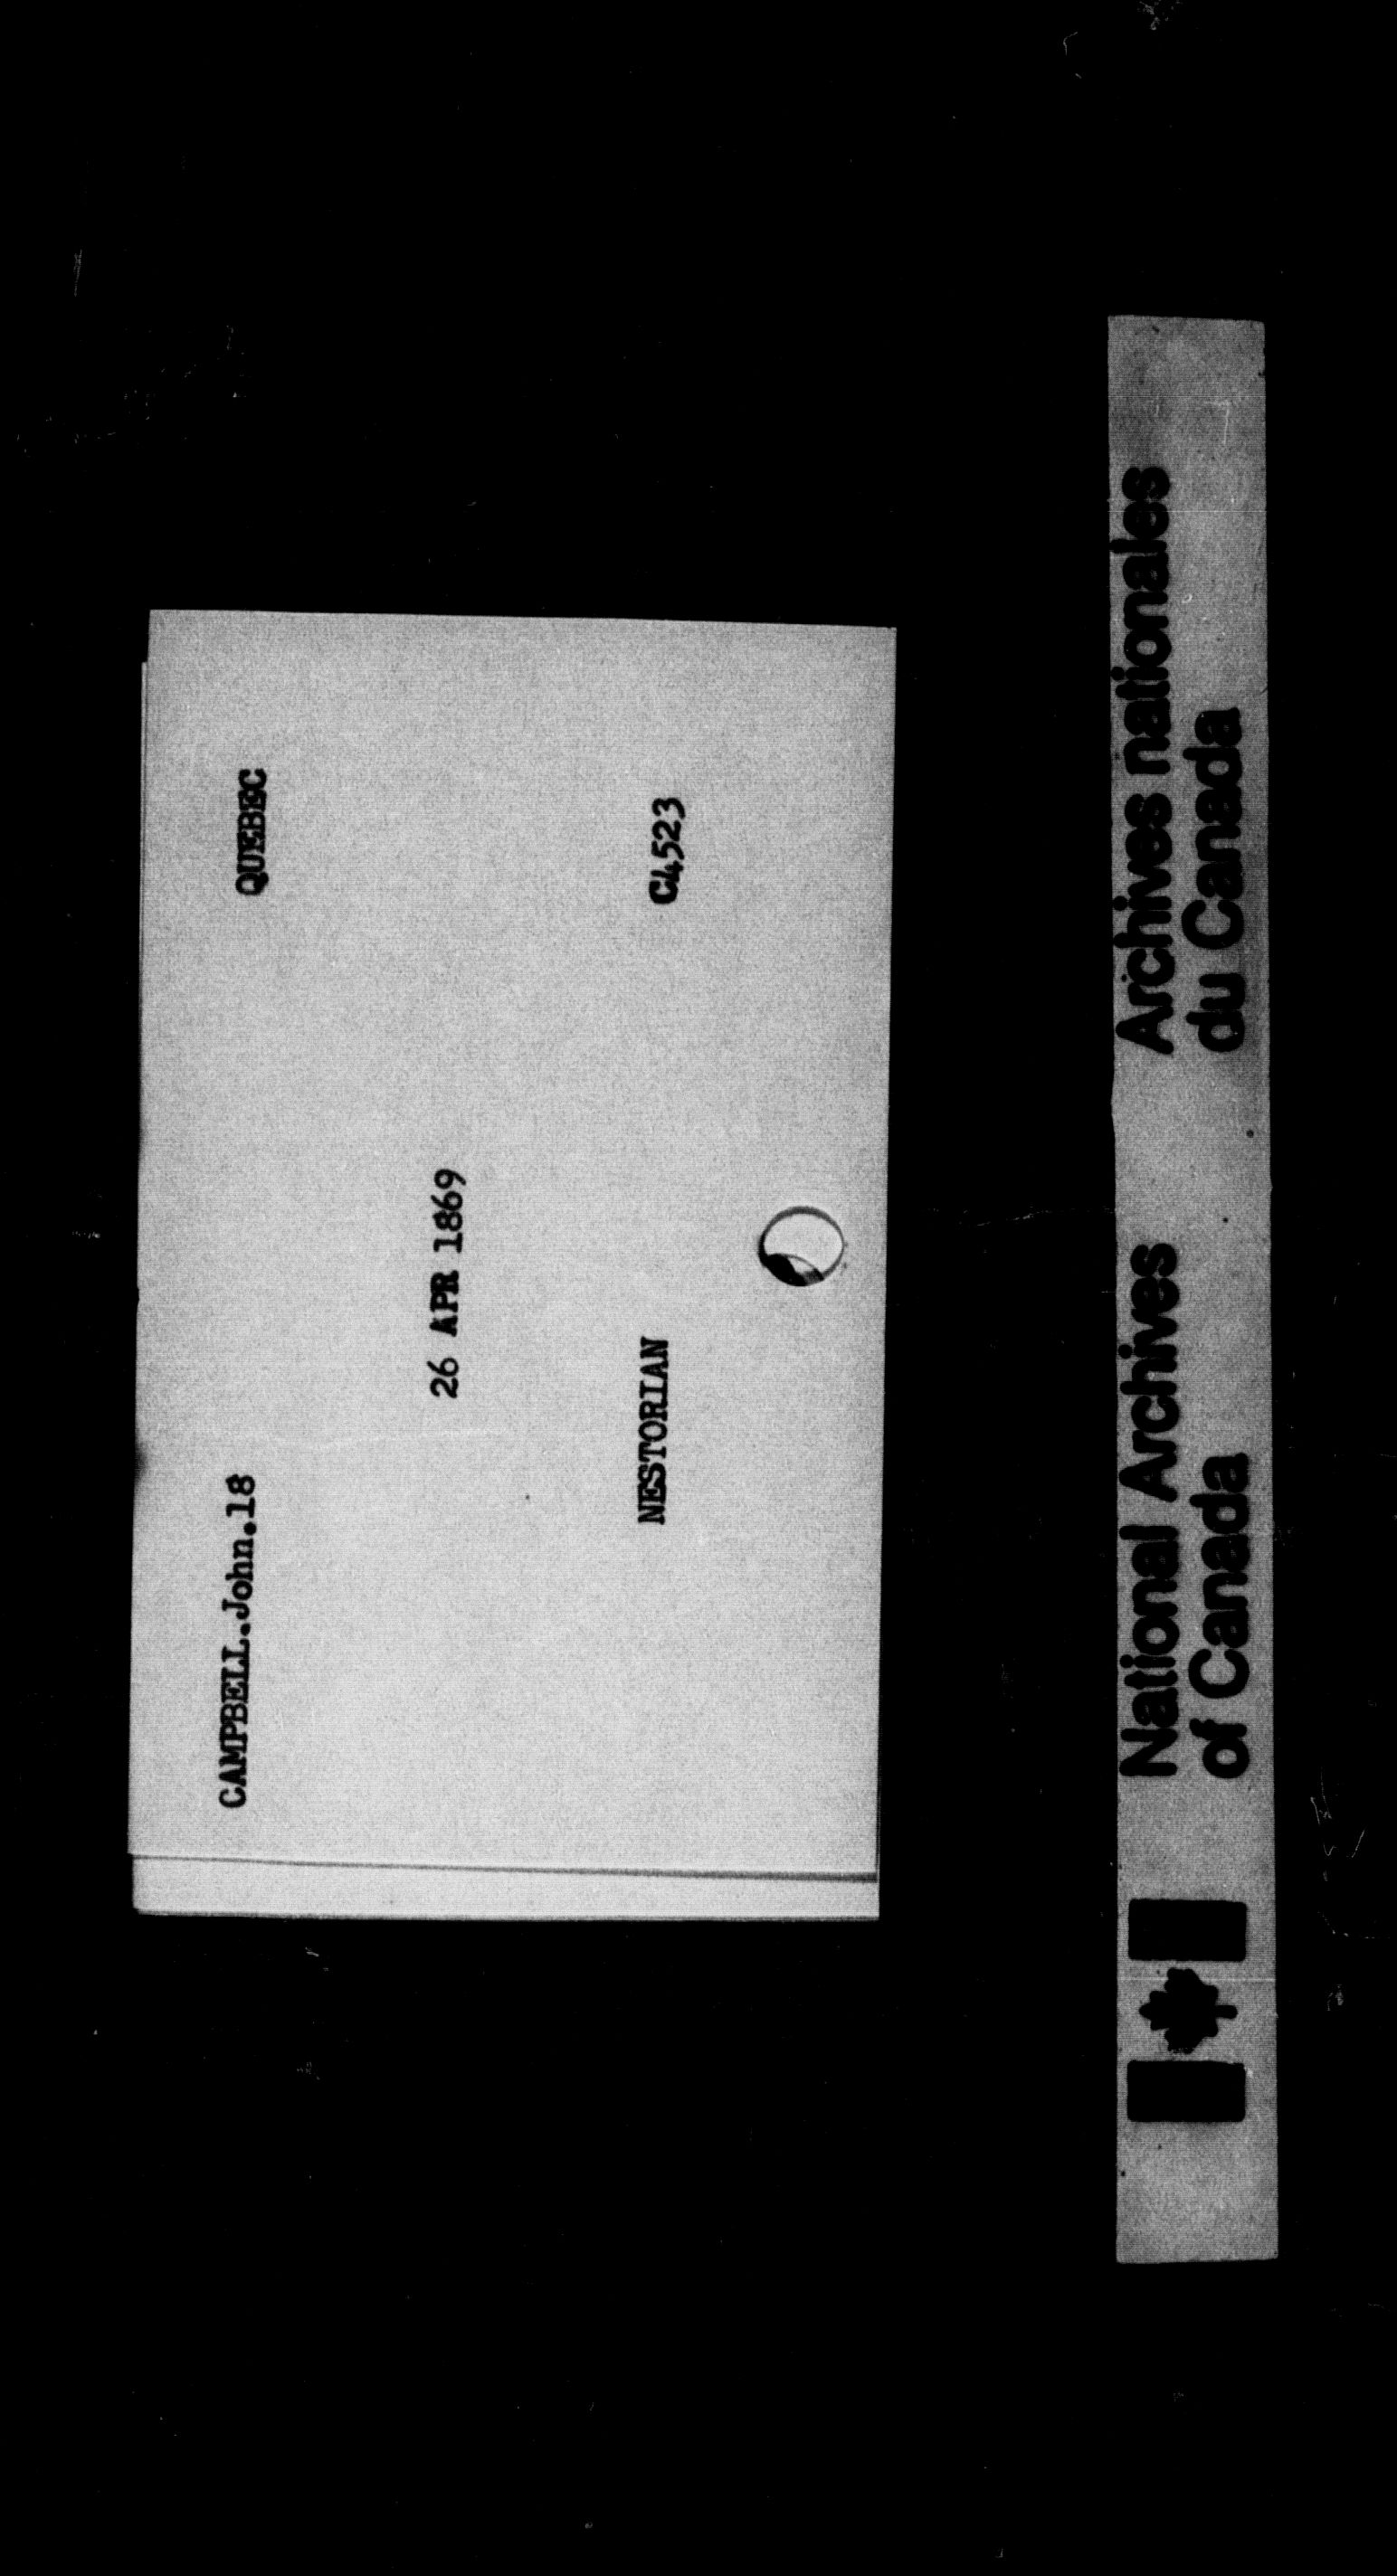 CAMPBELL.John.18 QUEBEC
26 APR 1869
NESTORIAN C4523
National Archives
of Canada
Archives nationales
du Canada